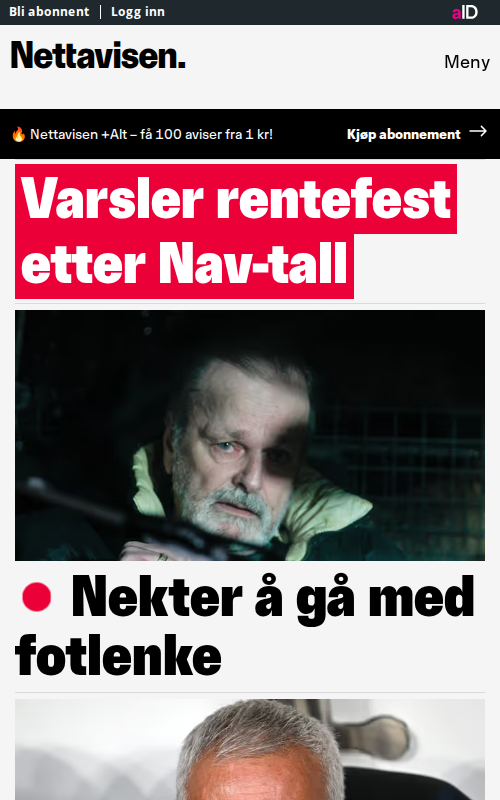 Bli abonnent | Logg inn
aID
Nettavisen.
Meny
🔥 Nettavisen +Alt – få 100 aviser fra 1 kr!
Kjøp abonnement →
Varsler rentefest
etter Nav-tall
Nekter å gå med
fotlenke